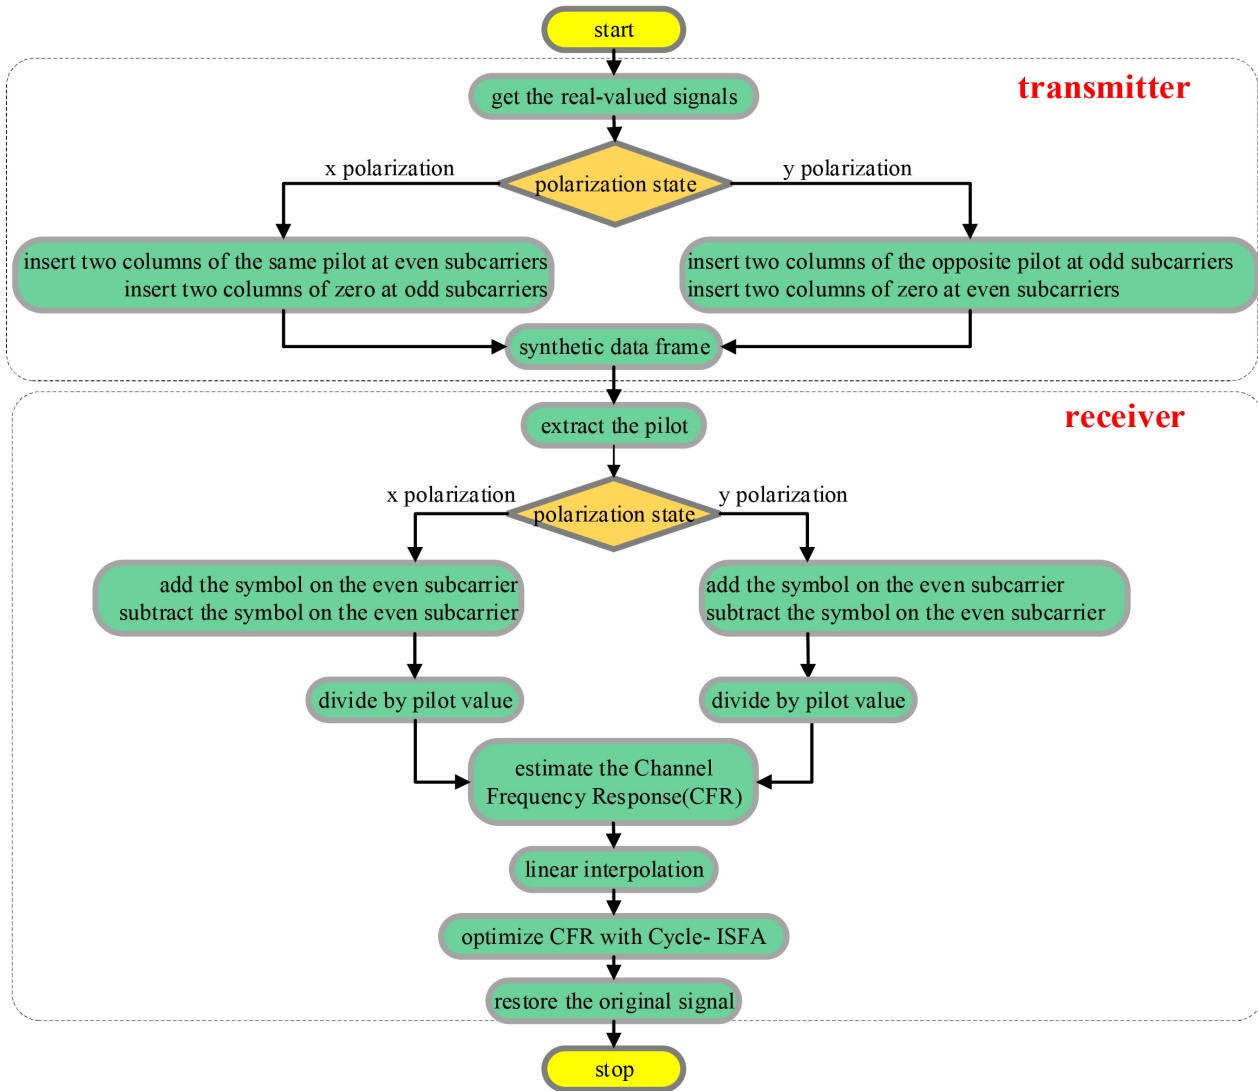 start
transmitter
get the real-valued signals
x polarization
polarization state
y polarization
insert two columns of the same pilot at even subcarriers
insert two columns of zero at odd subcarriers
insert two columns of the opposite pilot at odd subcarriers
insert two columns of zero at even subcarriers
synthetic data frame
receiver
extract the pilot
x polarization
polarization state
y polarization
add the symbol on the even subcarrier
subtract the symbol on the even subcarrier
add the symbol on the even subcarrier
subtract the symbol on the even subcarrier
divide by pilot value
divide by pilot value
estimate the Channel
Frequency Response(CFR)
linear interpolation
optimize CFR with Cycle- ISFA
restore the original signal
stop